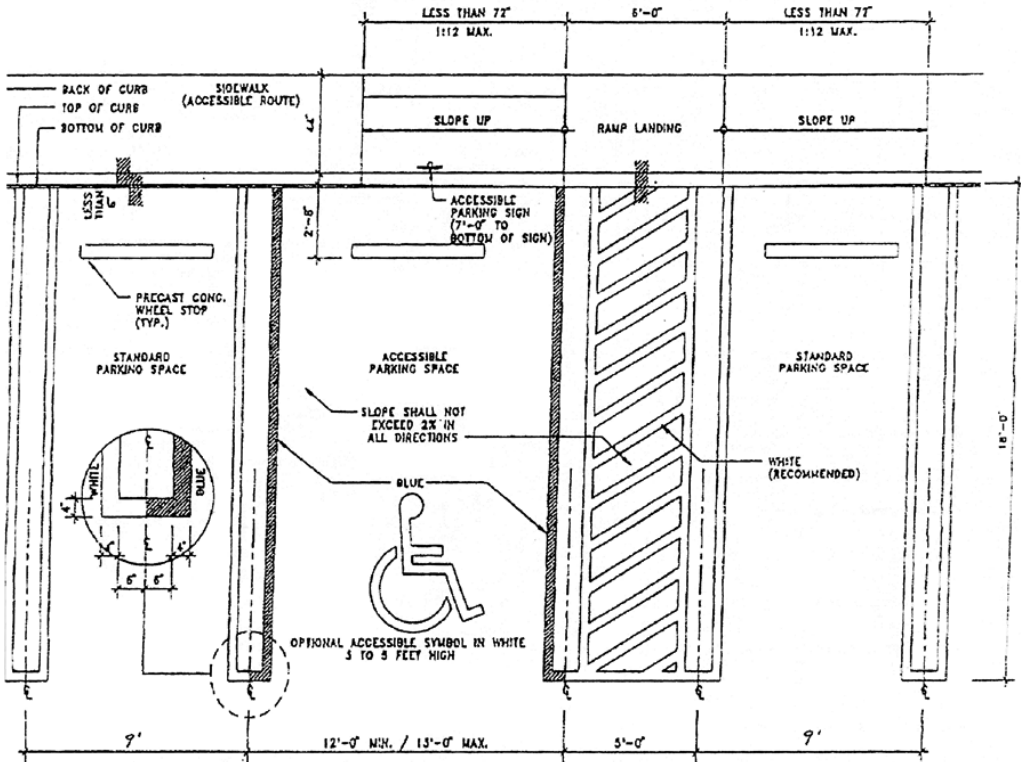 LESS THAN 72"
1:12 MAX.
6'-0"
LESS THAN 72"
1:12 MAX.
BACK OF CURB
TOP OF CURB
BOTTOM OF CURB
SIDEWALK
(ACCESSIBLE ROUTE)
44"
SLOPE UP
RAMP LANDING
SLOPE UP
LESS
THAN
6"
2'-8"
ACCESSIBLE
PARKING SIGN
(7'-0" TO
BOTTOM OF SIGN)
PRECAST CONC.
WHEEL STOP
(TYP.)
STANDARD
PARKING SPACE
ACCESSIBLE
PARKING SPACE
STANDARD
PARKING SPACE
SLOPE SHALL NOT
EXCEED 2% IN
ALL DIRECTIONS
WHITE
(RECOMMENDED)
18'-0"
WHITE
BLUE
4"
4"
4"
6"
6"
BLUE
OPTIONAL ACCESSIBLE SYMBOL IN WHITE
3 TO 5 FEET HIGH
9'
12'-0" MIN. / 13'-0" MAX.
5'-0"
9'